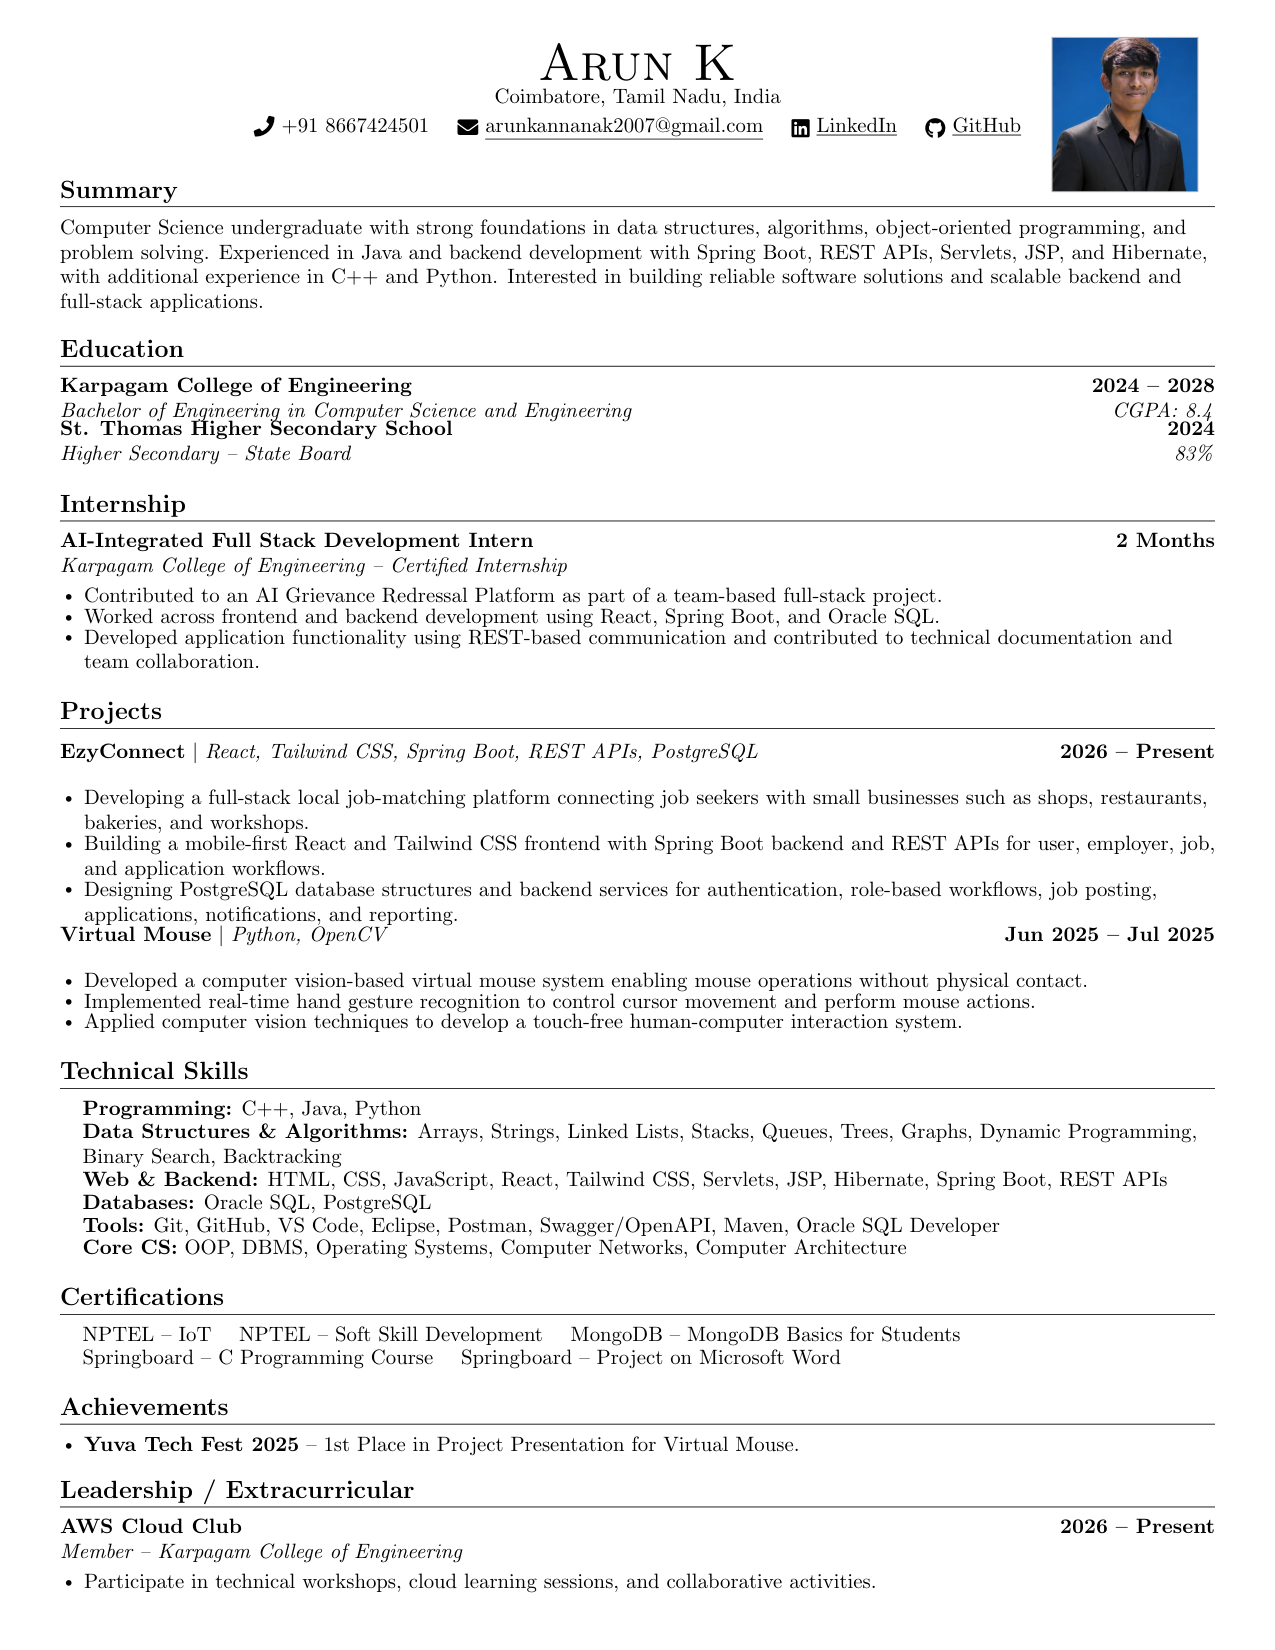 Arun K
Coimbatore, Tamil Nadu, India
+91 8667424501 arunkannanak2007@gmail.com LinkedIn GitHub
Summary
Computer Science undergraduate with strong foundations in data structures, algorithms, object-oriented programming, and
problem solving. Experienced in Java and backend development with Spring Boot, REST APIs, Servlets, JSP, and Hibernate,
with additional experience in C++ and Python. Interested in building reliable software solutions and scalable backend and
full-stack applications.
Education
Karpagam College of Engineering 2024 – 2028
Bachelor of Engineering in Computer Science and Engineering CGPA: 8.4
St. Thomas Higher Secondary School 2024
Higher Secondary – State Board 83%
Internship
AI-Integrated Full Stack Development Intern 2 Months
Karpagam College of Engineering – Certified Internship
• Contributed to an AI Grievance Redressal Platform as part of a team-based full-stack project.
• Worked across frontend and backend development using React, Spring Boot, and Oracle SQL.
• Developed application functionality using REST-based communication and contributed to technical documentation and
team collaboration.
Projects
EzyConnect | React, Tailwind CSS, Spring Boot, REST APIs, PostgreSQL 2026 – Present
• Developing a full-stack local job-matching platform connecting job seekers with small businesses such as shops, restaurants,
bakeries, and workshops.
• Building a mobile-first React and Tailwind CSS frontend with Spring Boot backend and REST APIs for user, employer, job,
and application workflows.
• Designing PostgreSQL database structures and backend services for authentication, role-based workflows, job posting,
applications, notifications, and reporting.
Virtual Mouse | Python, OpenCV Jun 2025 – Jul 2025
• Developed a computer vision-based virtual mouse system enabling mouse operations without physical contact.
• Implemented real-time hand gesture recognition to control cursor movement and perform mouse actions.
• Applied computer vision techniques to develop a touch-free human-computer interaction system.
Technical Skills
Programming: C++, Java, Python
Data Structures & Algorithms: Arrays, Strings, Linked Lists, Stacks, Queues, Trees, Graphs, Dynamic Programming,
Binary Search, Backtracking
Web & Backend: HTML, CSS, JavaScript, React, Tailwind CSS, Servlets, JSP, Hibernate, Spring Boot, REST APIs
Databases: Oracle SQL, PostgreSQL
Tools: Git, GitHub, VS Code, Eclipse, Postman, Swagger/OpenAPI, Maven, Oracle SQL Developer
Core CS: OOP, DBMS, Operating Systems, Computer Networks, Computer Architecture
Certifications
NPTEL – IoT NPTEL – Soft Skill Development MongoDB – MongoDB Basics for Students
Springboard – C Programming Course Springboard – Project on Microsoft Word
Achievements
• Yuva Tech Fest 2025 – 1st Place in Project Presentation for Virtual Mouse.
Leadership / Extracurricular
AWS Cloud Club 2026 – Present
Member – Karpagam College of Engineering
• Participate in technical workshops, cloud learning sessions, and collaborative activities.